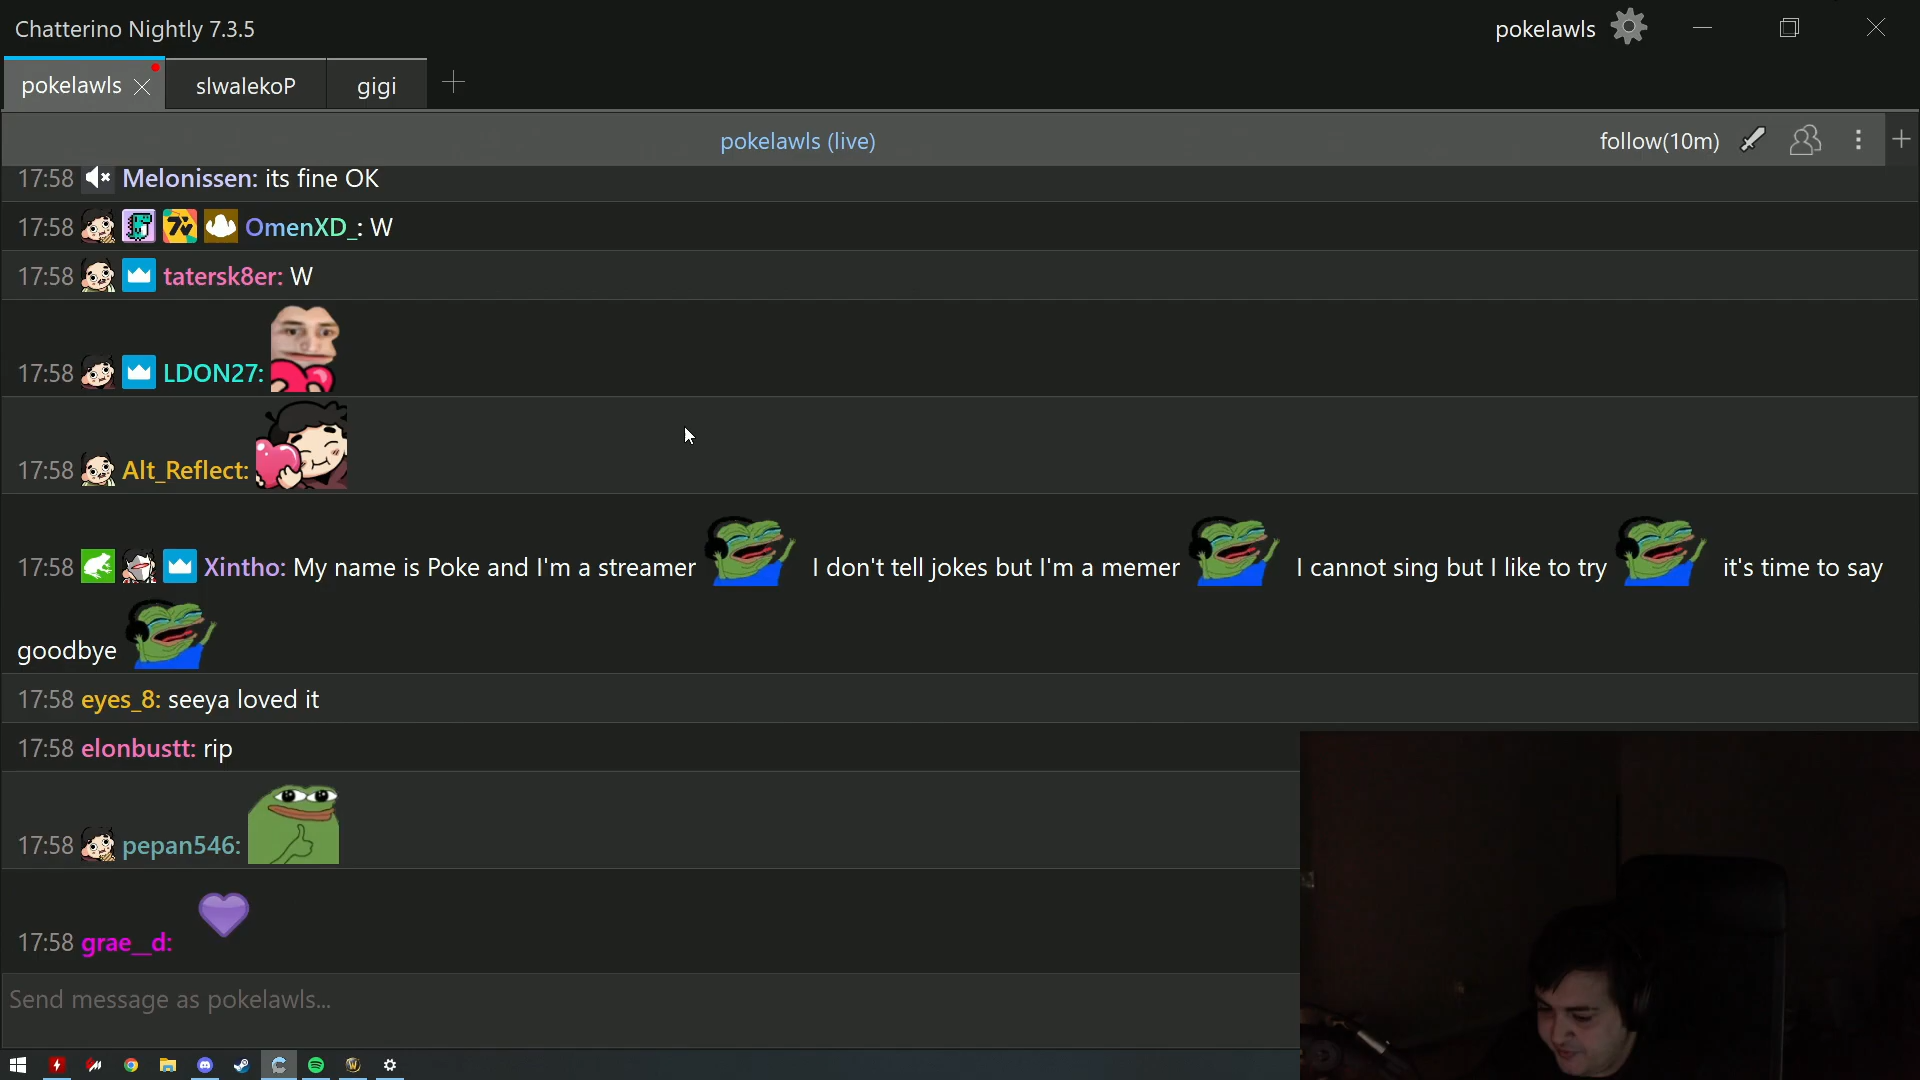 Chatterino Nightly 7.3.5
pokelawls
pokelawls
slwalekoP
gigi
pokelawls (live)
follow(10m)
17:58 Melonissen: its fine OK
17:58 OmenXD_: W
17:58 tatersk8er: W
17:58 LDON27:
17:58 Alt_Reflect:
17:58 Xintho: My name is Poke and I'm a streamer I don't tell jokes but I'm a memer I cannot sing but I like to try it's time to say
goodbye
17:58 eyes_8: seeya loved it
17:58 elonbustt: rip
17:58 pepan546:
17:58 grae__d:
Send message as pokelawls...